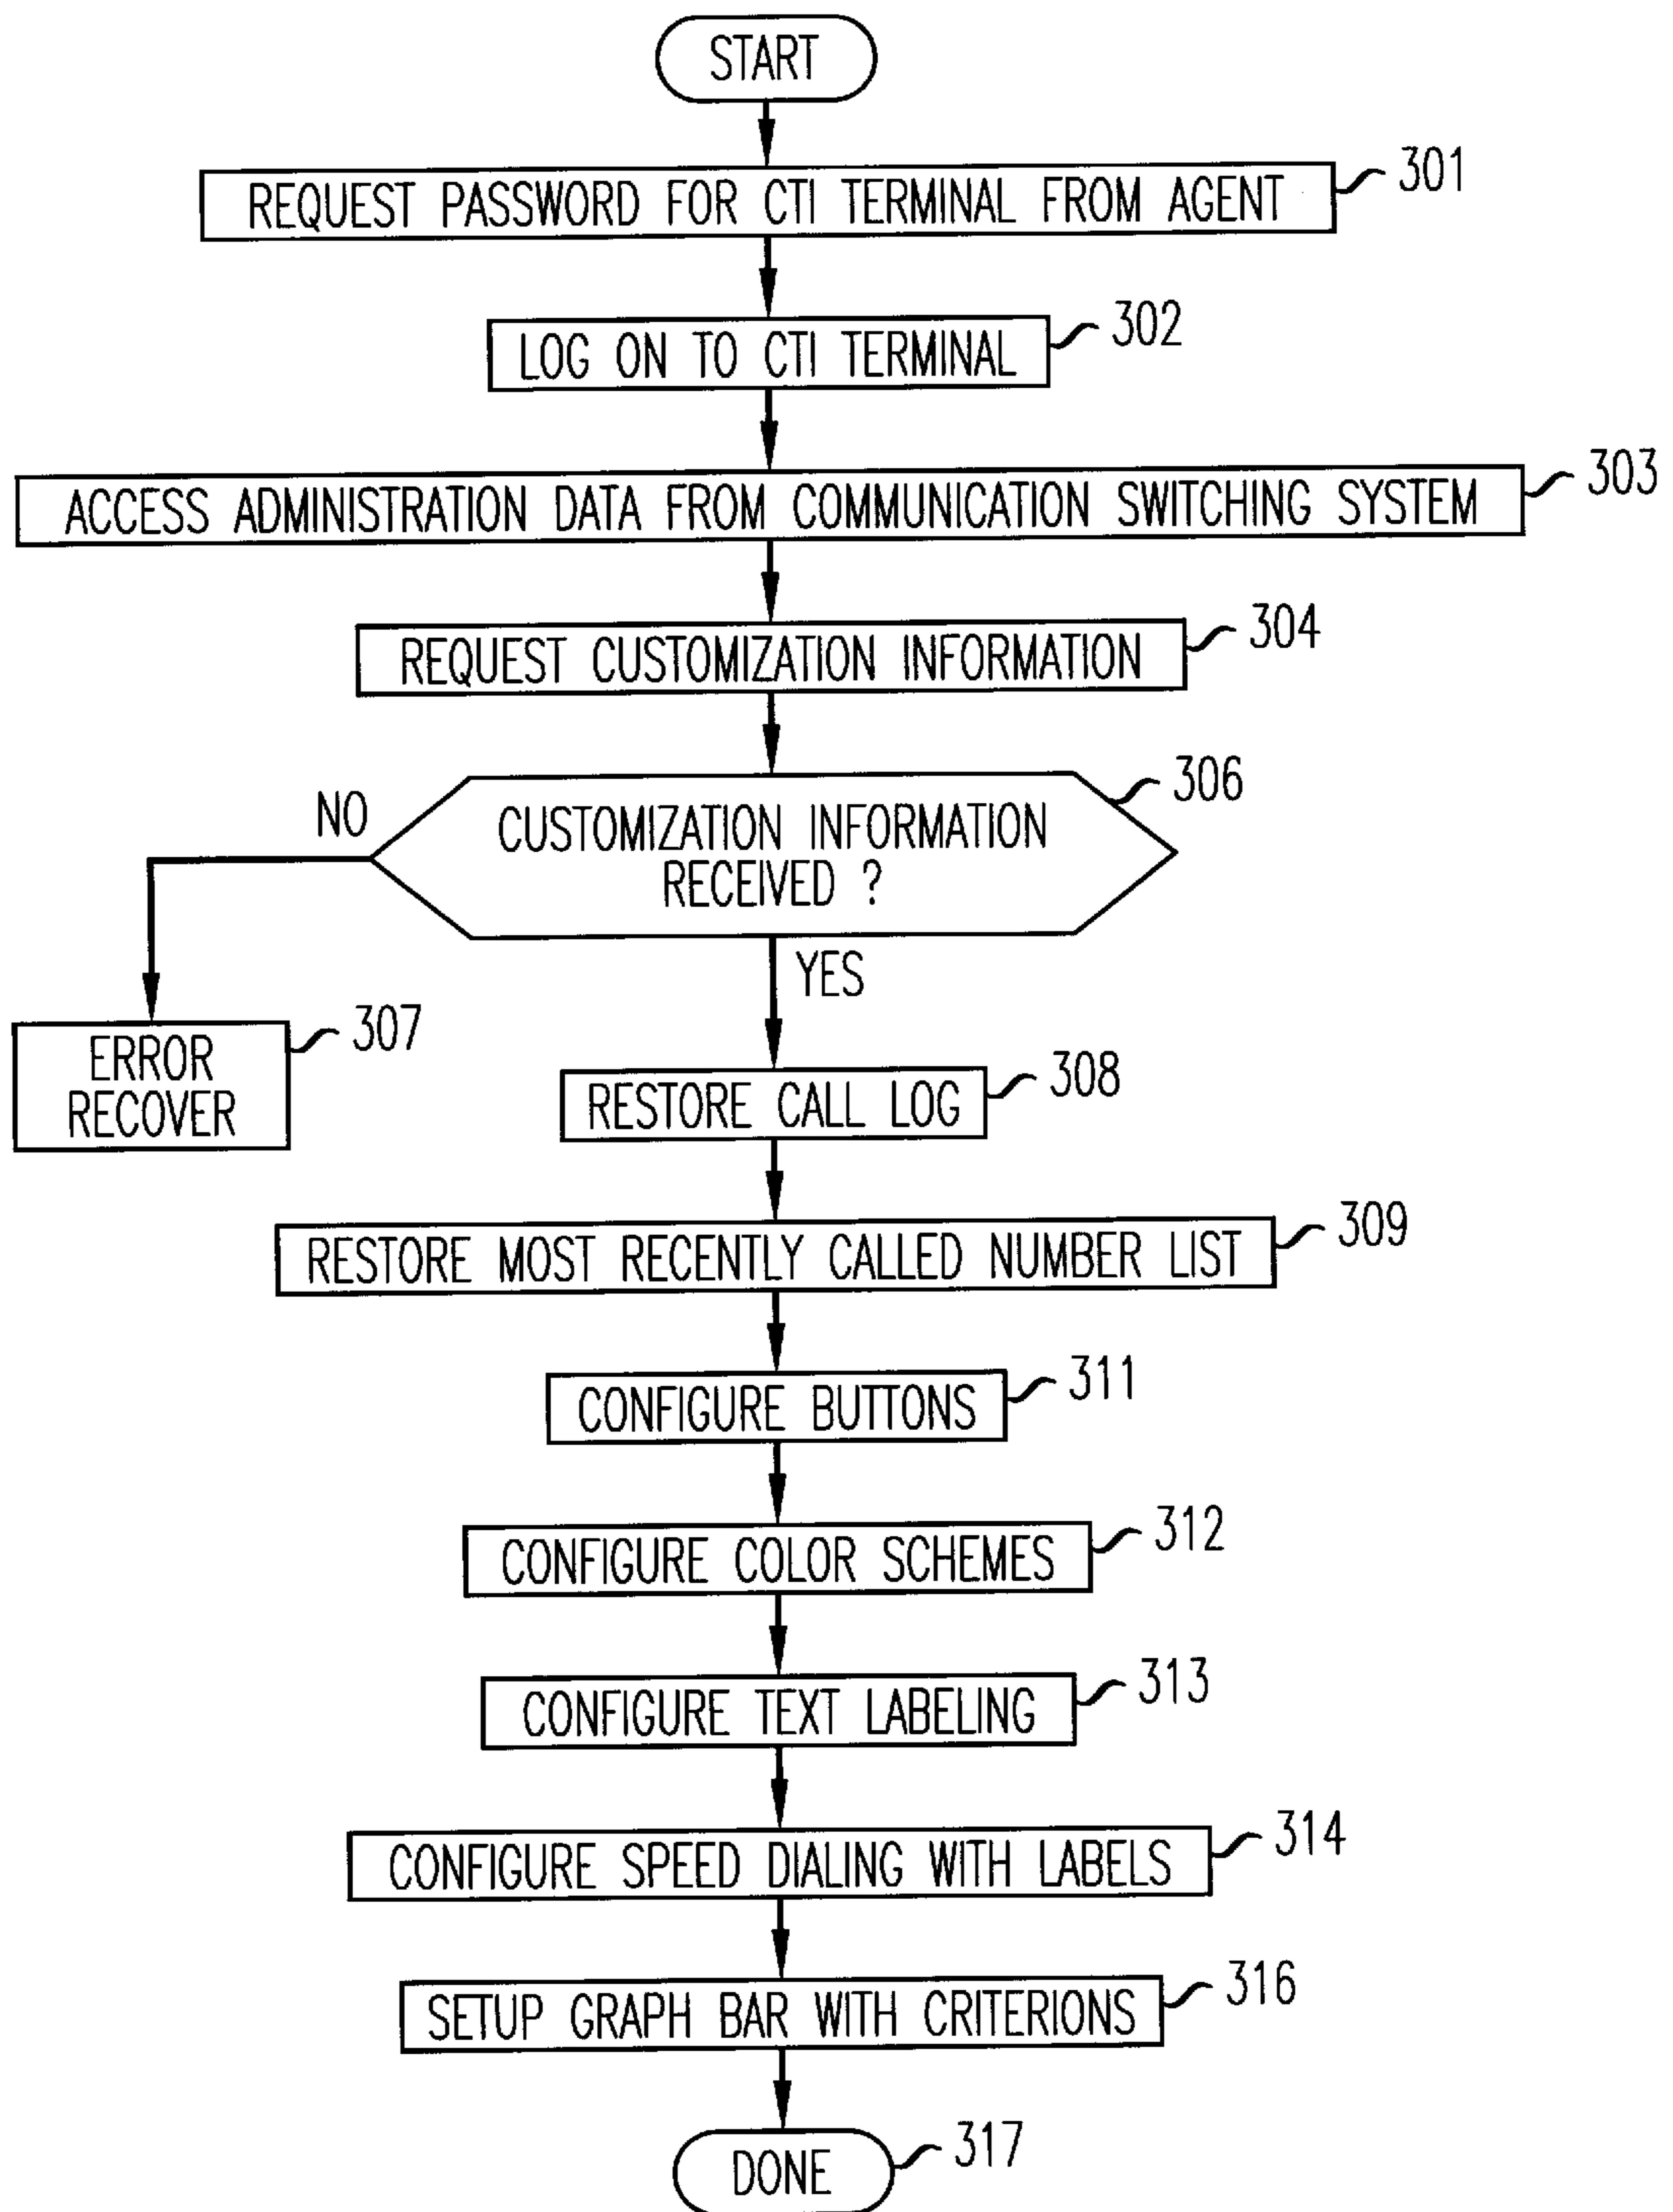 START
REQUEST PASSWORD FOR CTI TERMINAL FROM AGENT
301
LOG ON TO CTI TERMINAL
302
ACCESS ADMINISTRATION DATA FROM COMMUNICATION SWITCHING SYSTEM
303
REQUEST CUSTOMIZATION INFORMATION
304
306
NO
CUSTOMIZATION INFORMATION
RECEIVED ?
YES
ERROR
RECOVER
307
RESTORE CALL LOG
308
RESTORE MOST RECENTLY CALLED NUMBER LIST
309
CONFIGURE BUTTONS
311
CONFIGURE COLOR SCHEMES
312
CONFIGURE TEXT LABELING
313
CONFIGURE SPEED DIALING WITH LABELS
314
SETUP GRAPH BAR WITH CRITERIONS
316
DONE
317